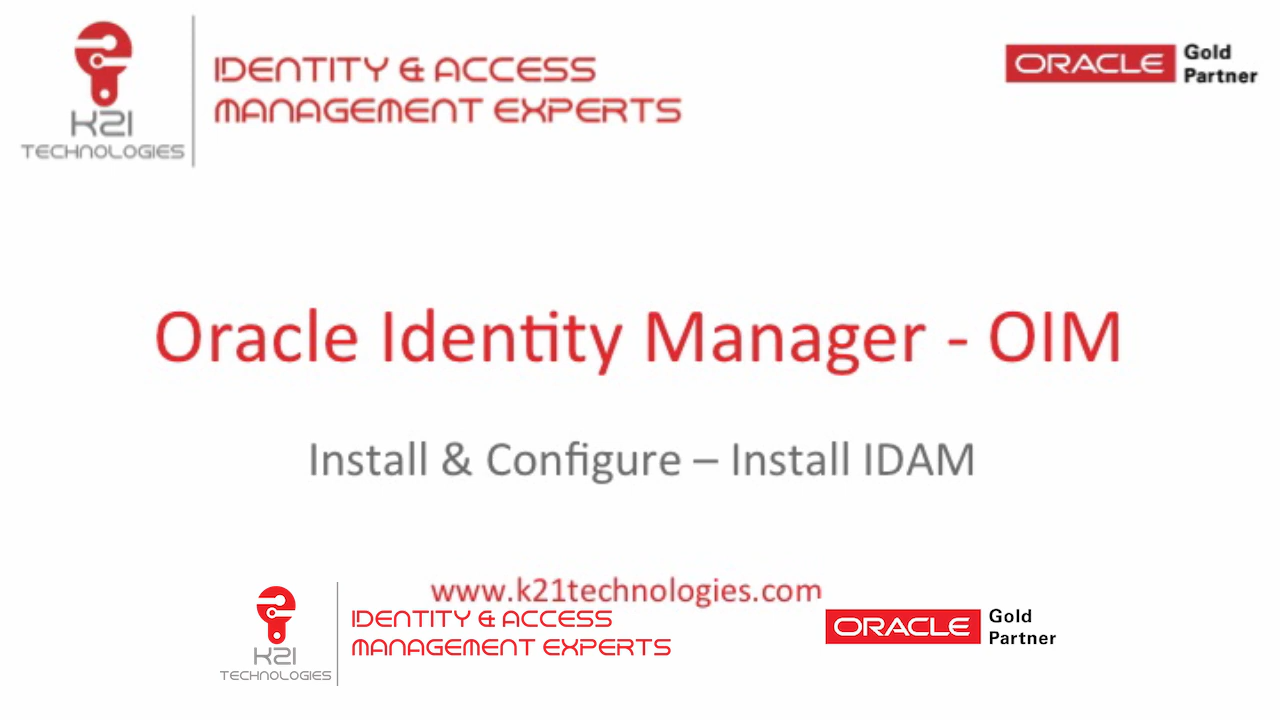 K21
TECHNOLOGIES
IDENTITY & ACCESS
MANAGEMENT EXPERTS
ORACLE
Gold
Partner
Oracle Identity Manager - OIM
Install & Configure – Install IDAM
www.k21technologies.com
K21
TECHNOLOGIES
IDENTITY & ACCESS
MANAGEMENT EXPERTS
ORACLE
Gold
Partner